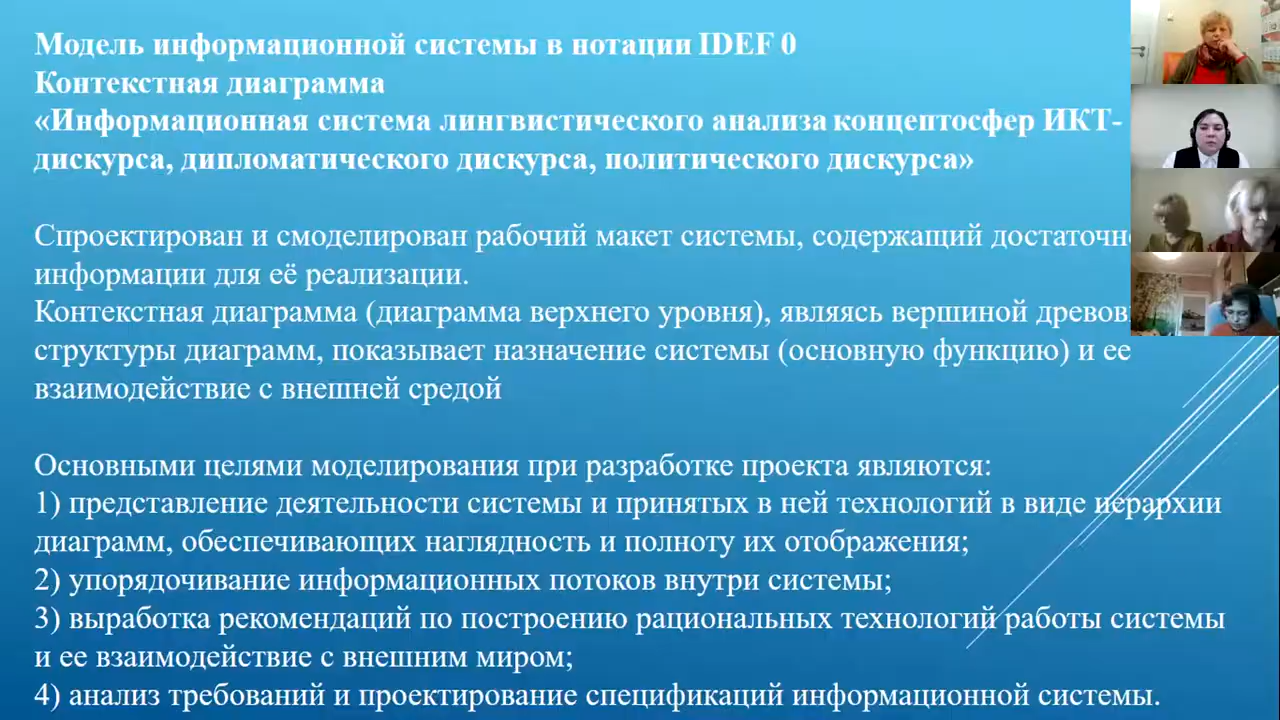 Модель информационной системы в нотации IDEF 0
Контекстная диаграмма
«Информационная система лингвистического анализа концептосфер ИКТ-
дискурса, дипломатического дискурса, политического дискурса»
Спроектирован и смоделирован рабочий макет системы, содержащий
информации для её реализации.
Контекстная диаграмма (диаграмма верхнего уровня), являясь вершиной
структуры диаграмм, показывает назначение системы (основную функцию) и ее
взаимодействие с внешней средой
Основными целями моделирования при разработке проекта являются:
1) представление деятельности системы и принятых в ней технологий в виде иерархии
диаграмм, обеспечивающих наглядность и полноту их отображения;
2) упорядочивание информационных потоков внутри системы;
3) выработка рекомендаций по построению рациональных технологий работы системы
и ее взаимодействие с внешним миром;
4) анализ требований и проектирование спецификаций информационной системы.